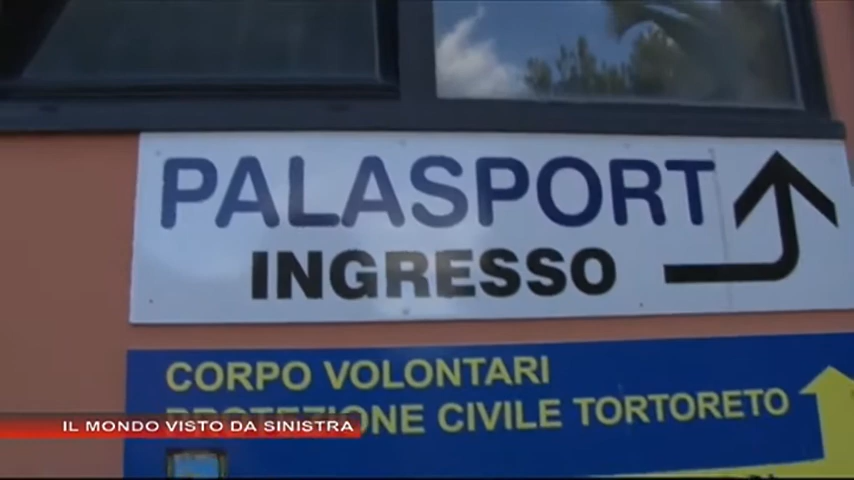 PALASPORT
INGRESSO
CORPO VOLONTARI
PROTEZIONE CIVILE TORTORETO
IL MONDO VISTO DA SINISTRA